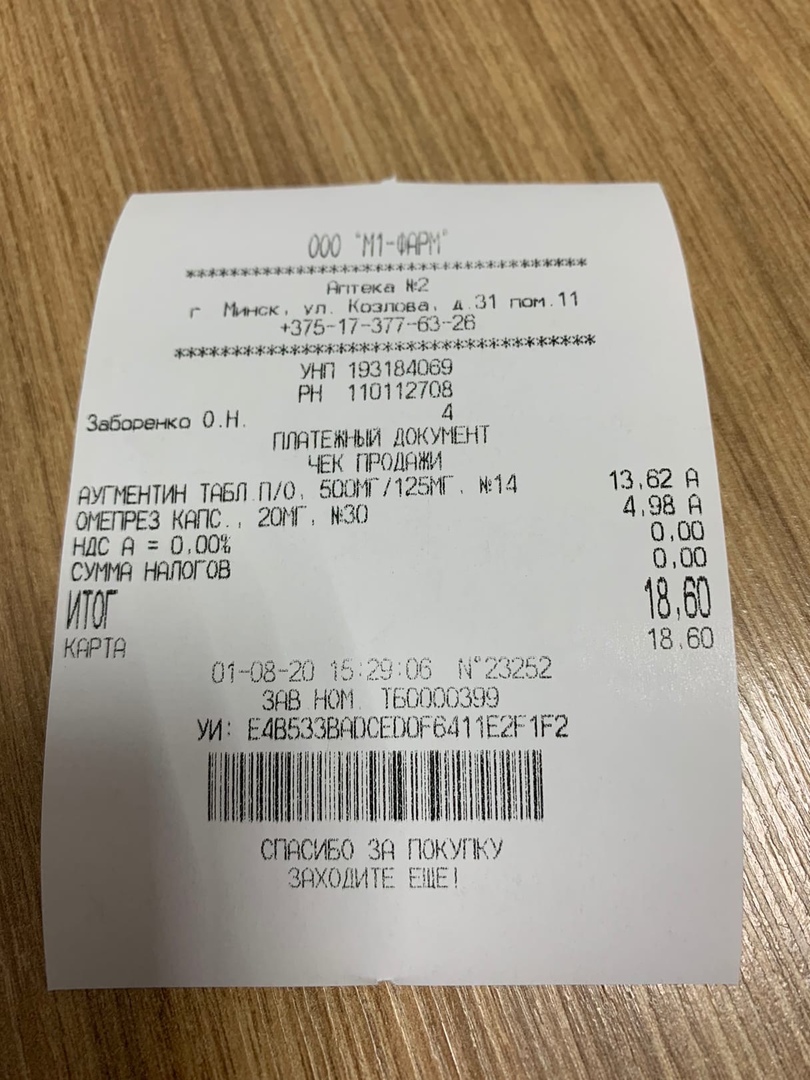 ООО "М1-ФАРМ"
**************************************
Аптека №2
г Минск, ул. Козлова, д.31 пом.11
+375-17-377-63-26
**************************************
УНП 193184069
РН 110112708
Заборенко О.Н. 4
ПЛАТЕЖНЫЙ ДОКУМЕНТ
ЧЕК ПРОДАЖИ
АУГМЕНТИН ТАБЛ.П/О, 500МГ/125МГ, №14 13,62 А
ОМЕПРЕЗ КАПС., 20МГ, №30 4,98 А
НДС А = 0,00% 0,00
СУММА НАЛОГОВ 0,00
ИТОГ 18,60
КАРТА 18,60
01-08-20 15:29:06 N°23252
ЗАВ НОМ. ТБ0000399
УИ: E4B533BADCED0F6411E2F1F2
СПАСИБО ЗА ПОКУПКУ
ЗАХОДИТЕ ЕЩЕ!